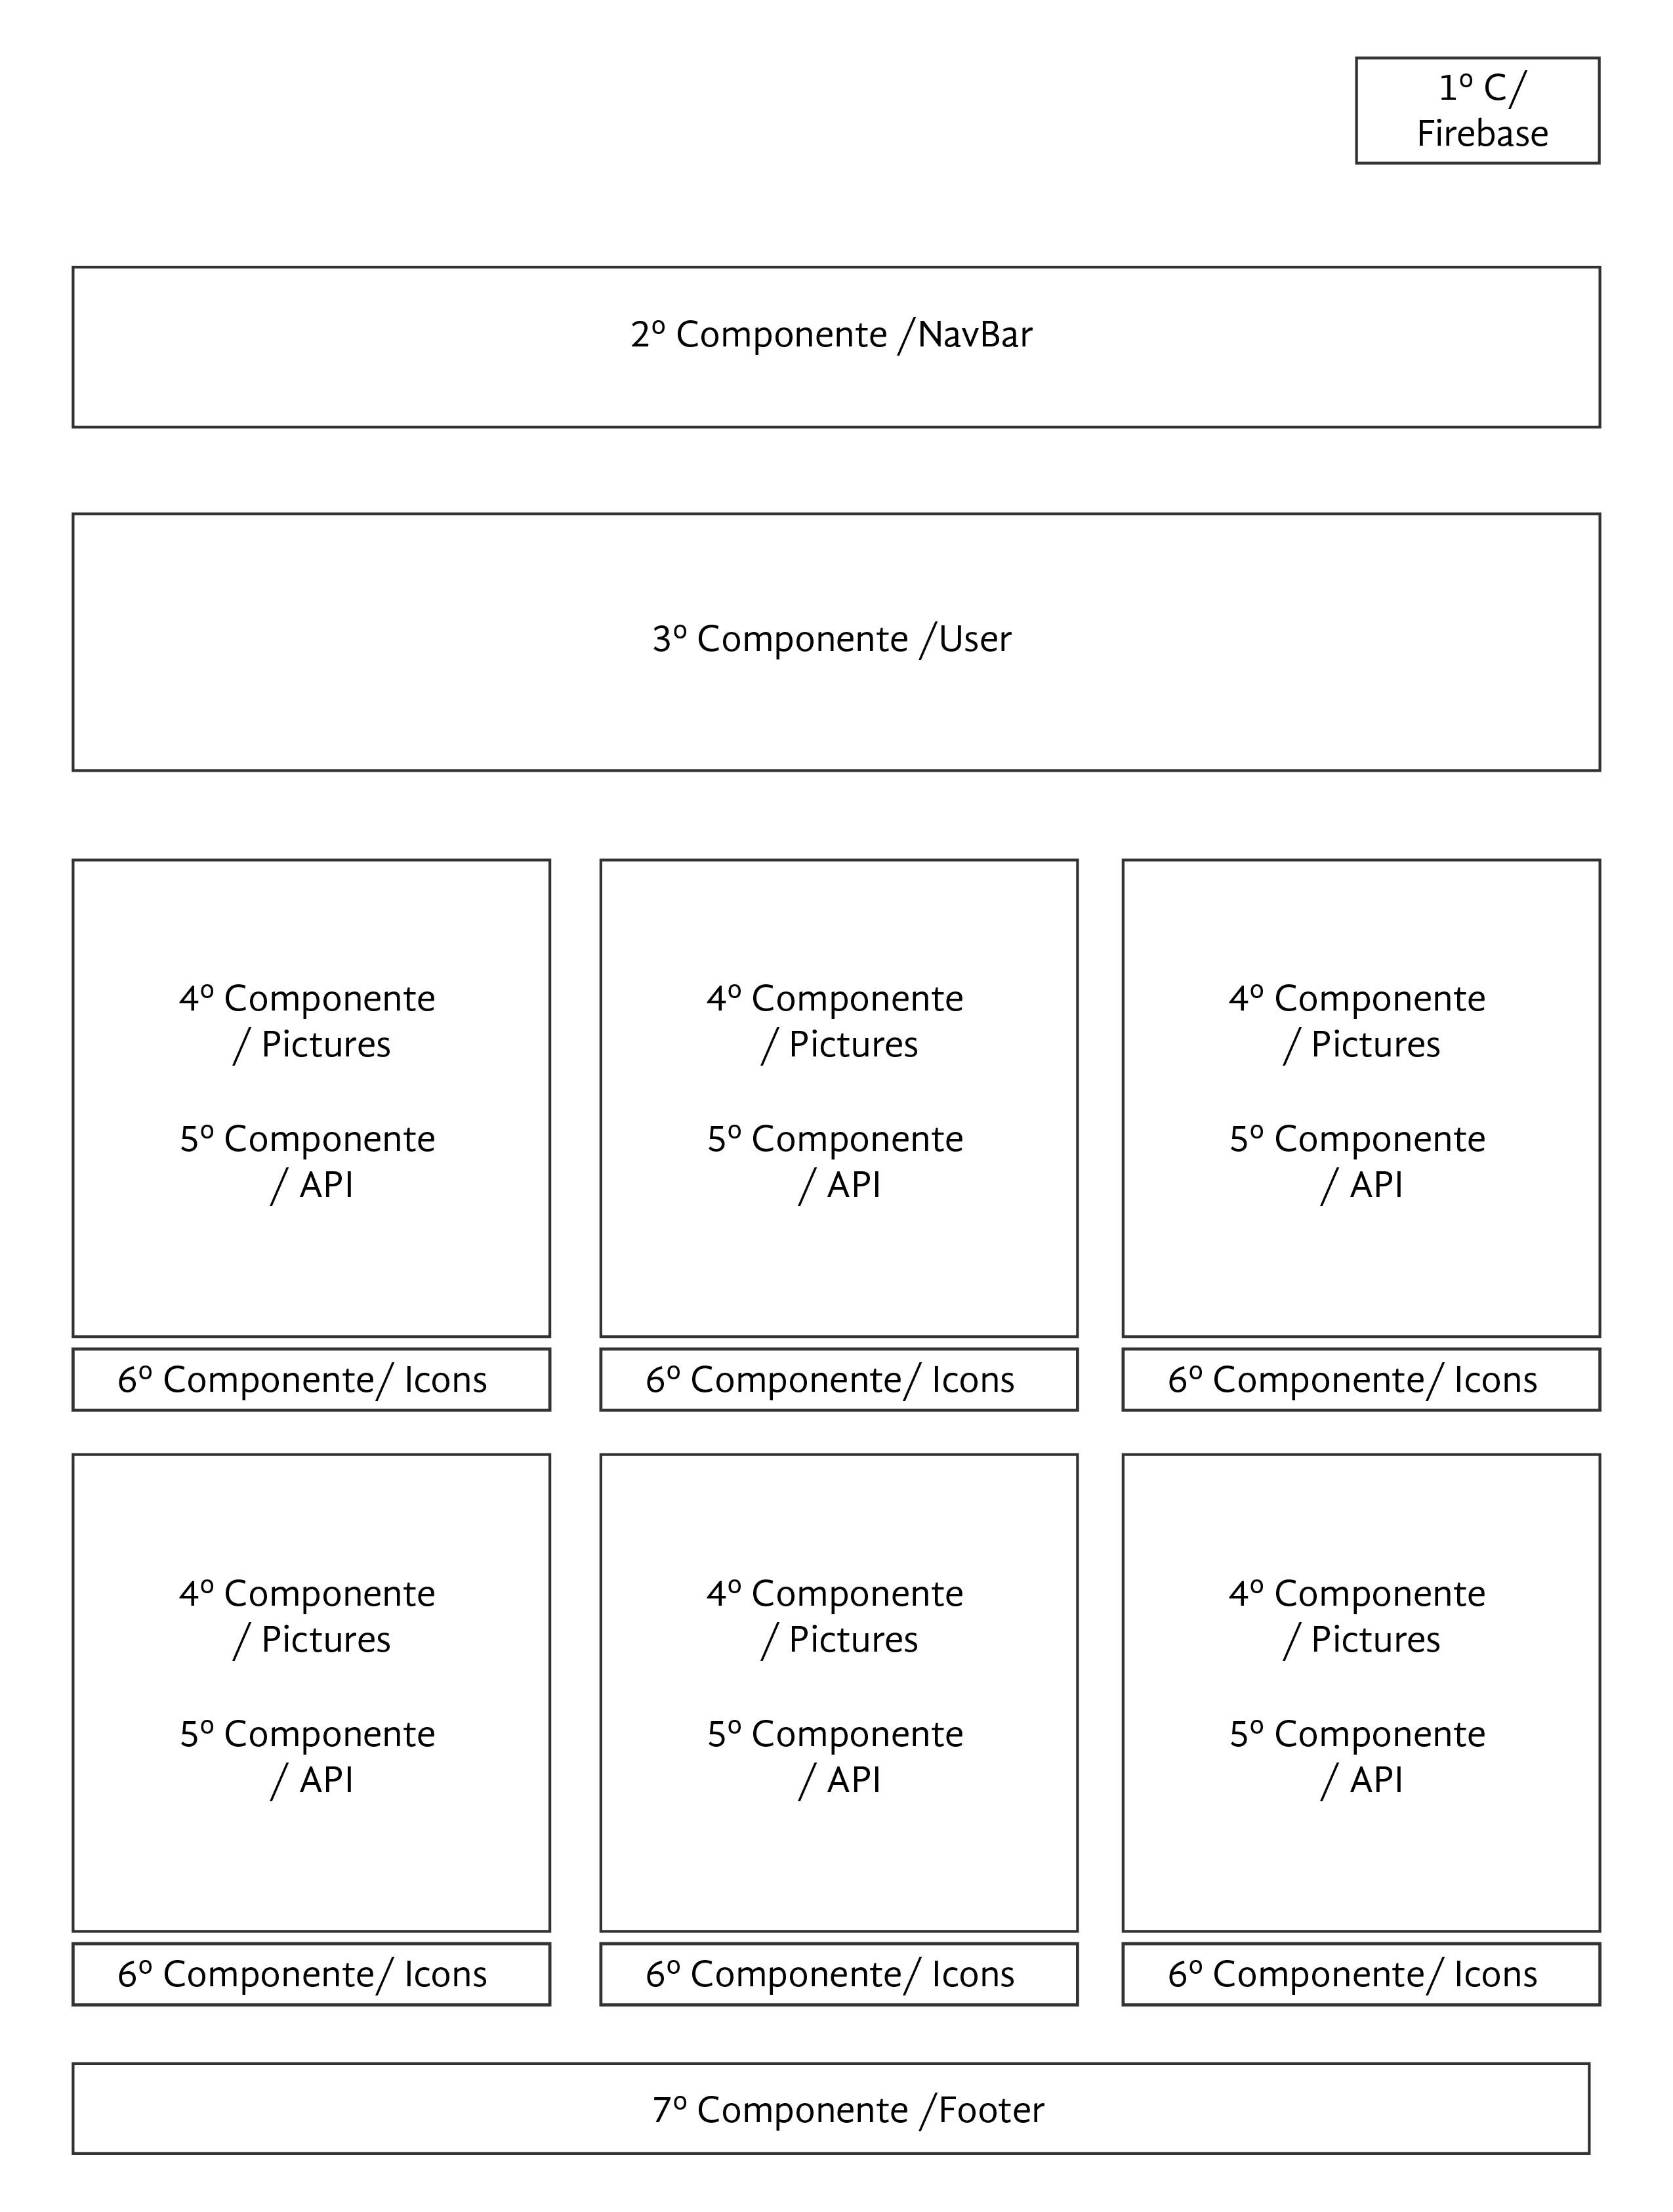 1º C/
Firebase
2º Componente /NavBar
3º Componente /User
4º Componente
/ Pictures
5º Componente
/ API
4º Componente
/ Pictures
5º Componente
/ API
4º Componente
/ Pictures
5º Componente
/ API
6º Componente/ Icons
6º Componente/ Icons
6º Componente/ Icons
4º Componente
/ Pictures
5º Componente
/ API
4º Componente
/ Pictures
5º Componente
/ API
4º Componente
/ Pictures
5º Componente
/ API
6º Componente/ Icons
6º Componente/ Icons
6º Componente/ Icons
7º Componente /Footer